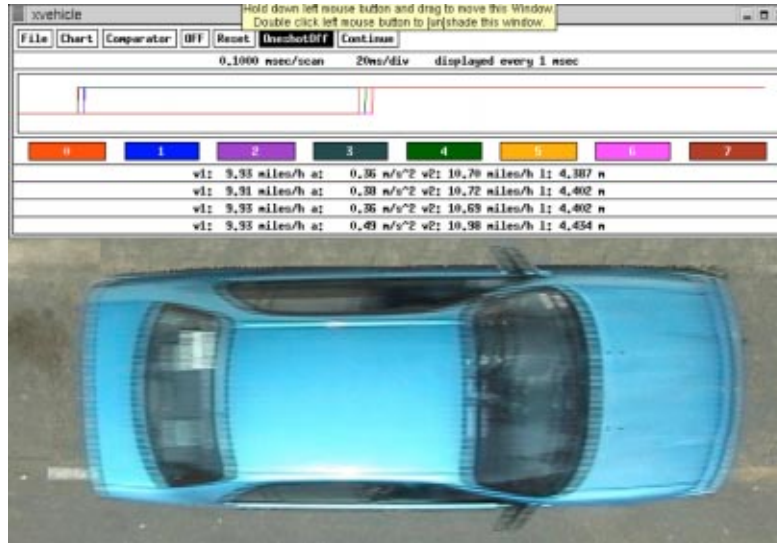 xvehicle
Hold down left mouse button and drag to move this Window.
Double click left mouse button to [un]shade this window.
File Chart Comparator OFF Reset OneshotOff Continue
0.1000 msec/scan 20ms/div displayed every 1 msec
0 1 2 3 4 5 6 7
v1: 9.93 miles/h a: 0.36 m/s^2 v2: 10.70 miles/h l: 4.387 m
v1: 9.91 miles/h a: 0.38 m/s^2 v2: 10.72 miles/h l: 4.402 m
v1: 9.93 miles/h a: 0.36 m/s^2 v2: 10.69 miles/h l: 4.402 m
v1: 9.93 miles/h a: 0.49 m/s^2 v2: 10.98 miles/h l: 4.434 m